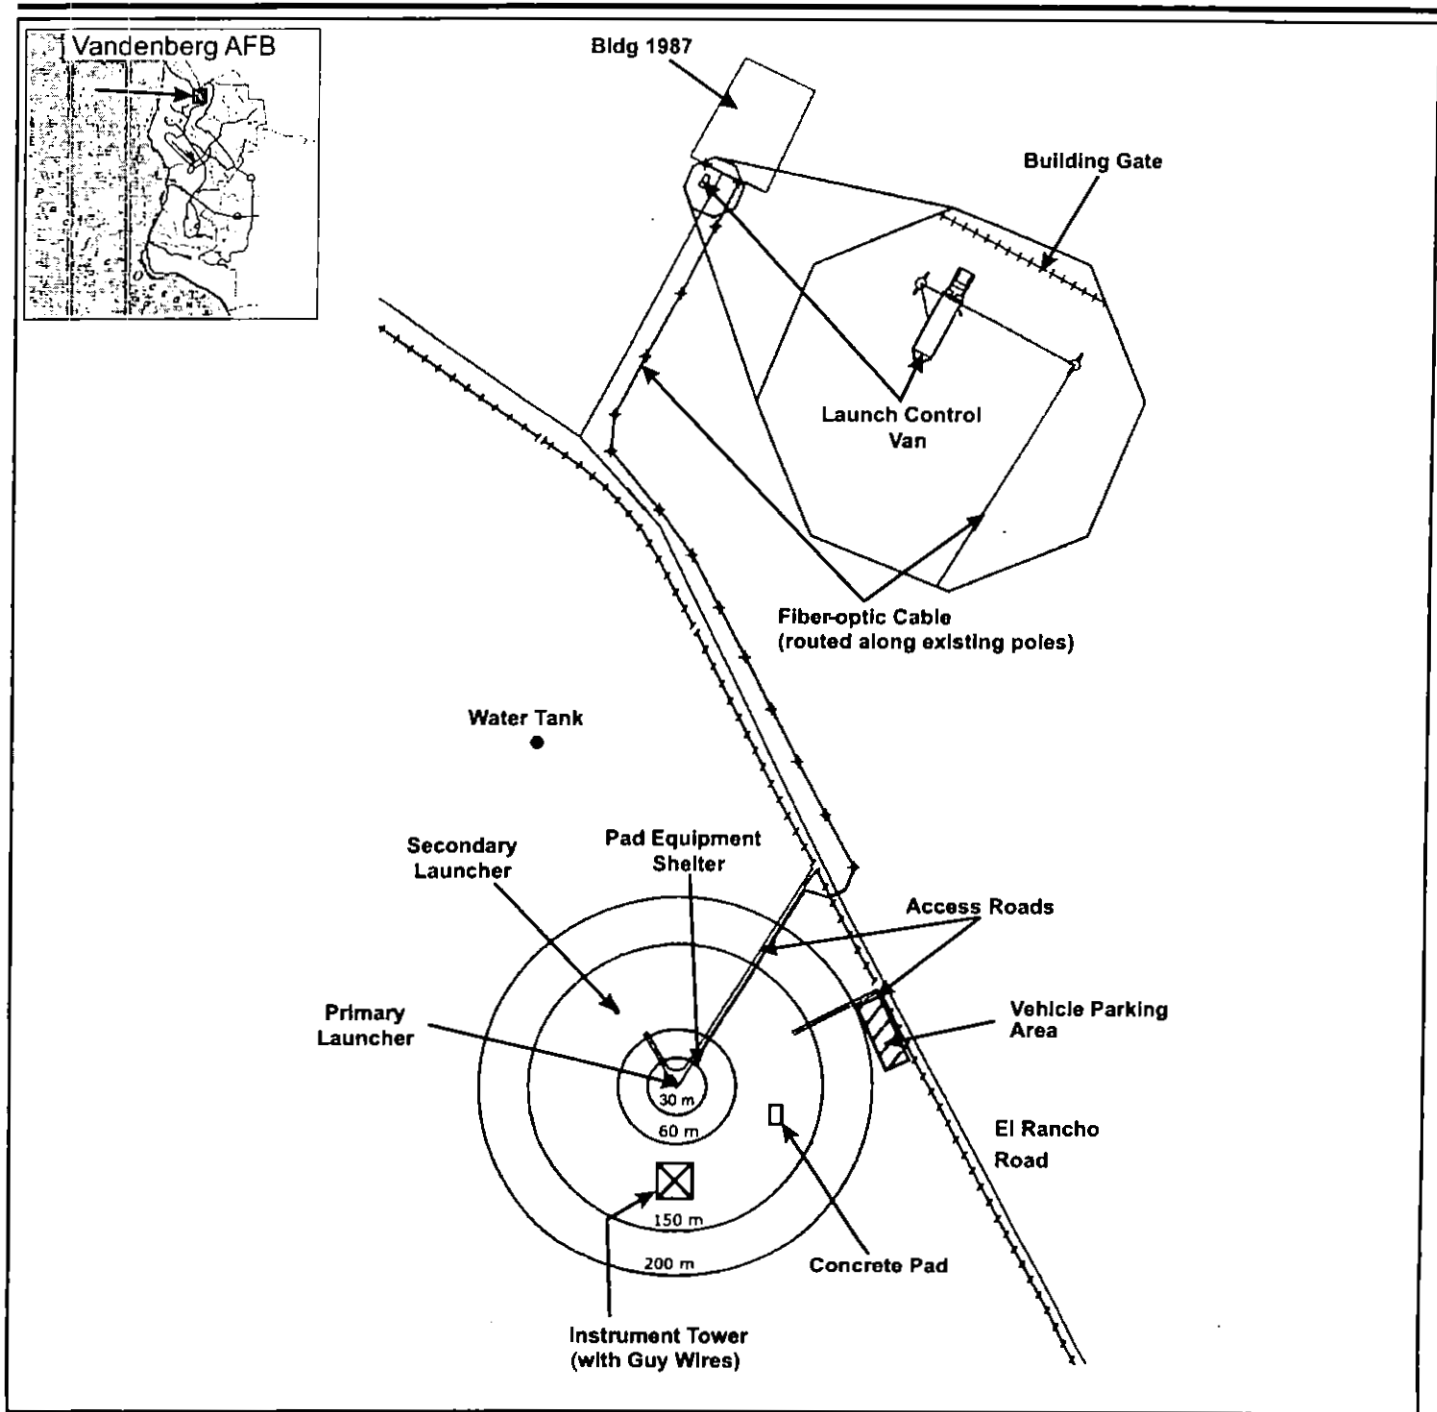 Vandenberg AFB
Bldg 1987
Building Gate
Launch Control
Van
Fiber-optic Cable
(routed along existing poles)
Water Tank
Secondary
Launcher
Pad Equipment
Shelter
Access Roads
Primary
Launcher
Vehicle Parking
Area
30 m
60 m
El Rancho
Road
150 m
200 m
Concrete Pad
Instrument Tower
(with Guy Wires)